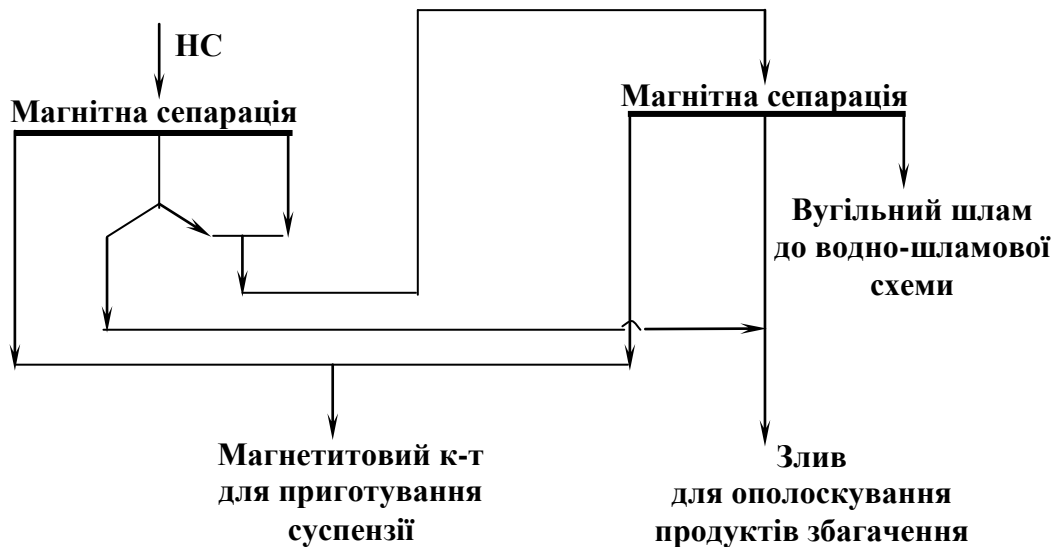 НС
Магнітна сепарація
Магнітна сепарація
Вугільний шлам
до водно-шламової
схеми
Магнетитовий к-т
для приготування
суспензії
Злив
для ополоскування
продуктів збагачення